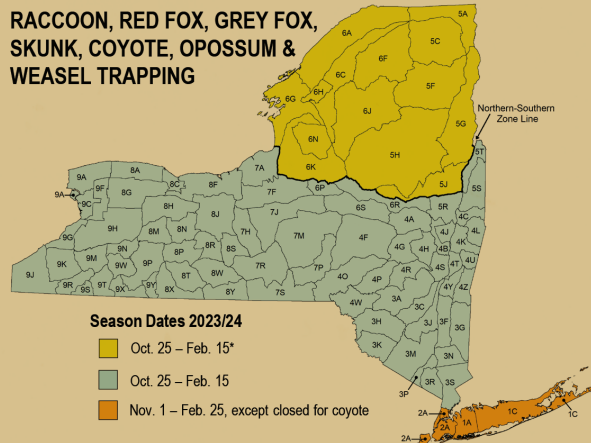 RACCOON, RED FOX, GREY FOX,
SKUNK, COYOTE, OPOSSUM &
WEASEL TRAPPING
5A
6A
5C
6F
6C
5F
6H
6G
6J
5G
Northern-Southern
Zone Line
6N
5H
5T
6K
5J
7A
8A
9A
8C
8F
9F
8G
7F
6P
5S
9A
9C
6R
5R
6S
8H
8J
7J
4A
4C
9G
9H
8M
8N
7H
7M
4F
4J
4L
4K
8R
8S
4G
4H
4B
9N
8P
4U
9K
9M
9W
9P
7R
7P
4R
4S
4T
9J
8T
8W
4O
4P
4Y
4Z
9R
9S
9T
9X
8X
8Y
7S
4W
3A
3C
3H
3J
3F
3G
3K
3M
3N
3P
3R
3S
Season Dates 2023/24
Oct. 25 – Feb. 15*
Oct. 25 – Feb. 15
Nov. 1 – Feb. 25, except closed for coyote
2A
2A
2A
1A
1C
1C